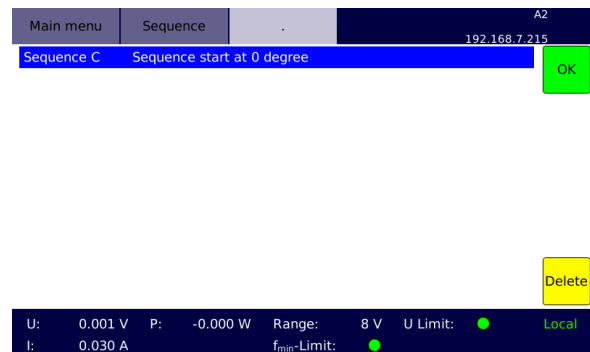 Main menu Sequence . A2
192.168.7.215
Sequence C Sequence start at 0 degree
OK
Delete
U: 0.001 V P: -0.000 W Range: 8 V U Limit: Local
I: 0.030 A fmin-Limit: